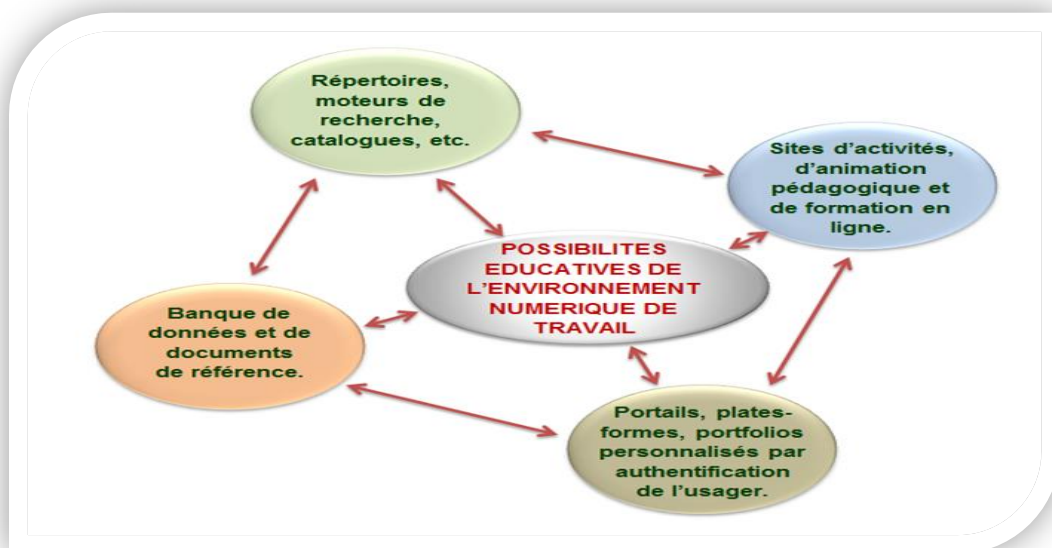 Répertoires,
moteurs de
recherche,
catalogues, etc.
Sites d'activités,
d'animation
pédagogique et
de formation en
ligne.
POSSIBILITES
EDUCATIVES DE
L'ENVIRONNEMENT
NUMERIQUE DE
TRAVAIL
Banque de
données et de
documents
de référence.
Portails, plates-
formes, portfolios
personnalisés par
authentification
de l'usager.